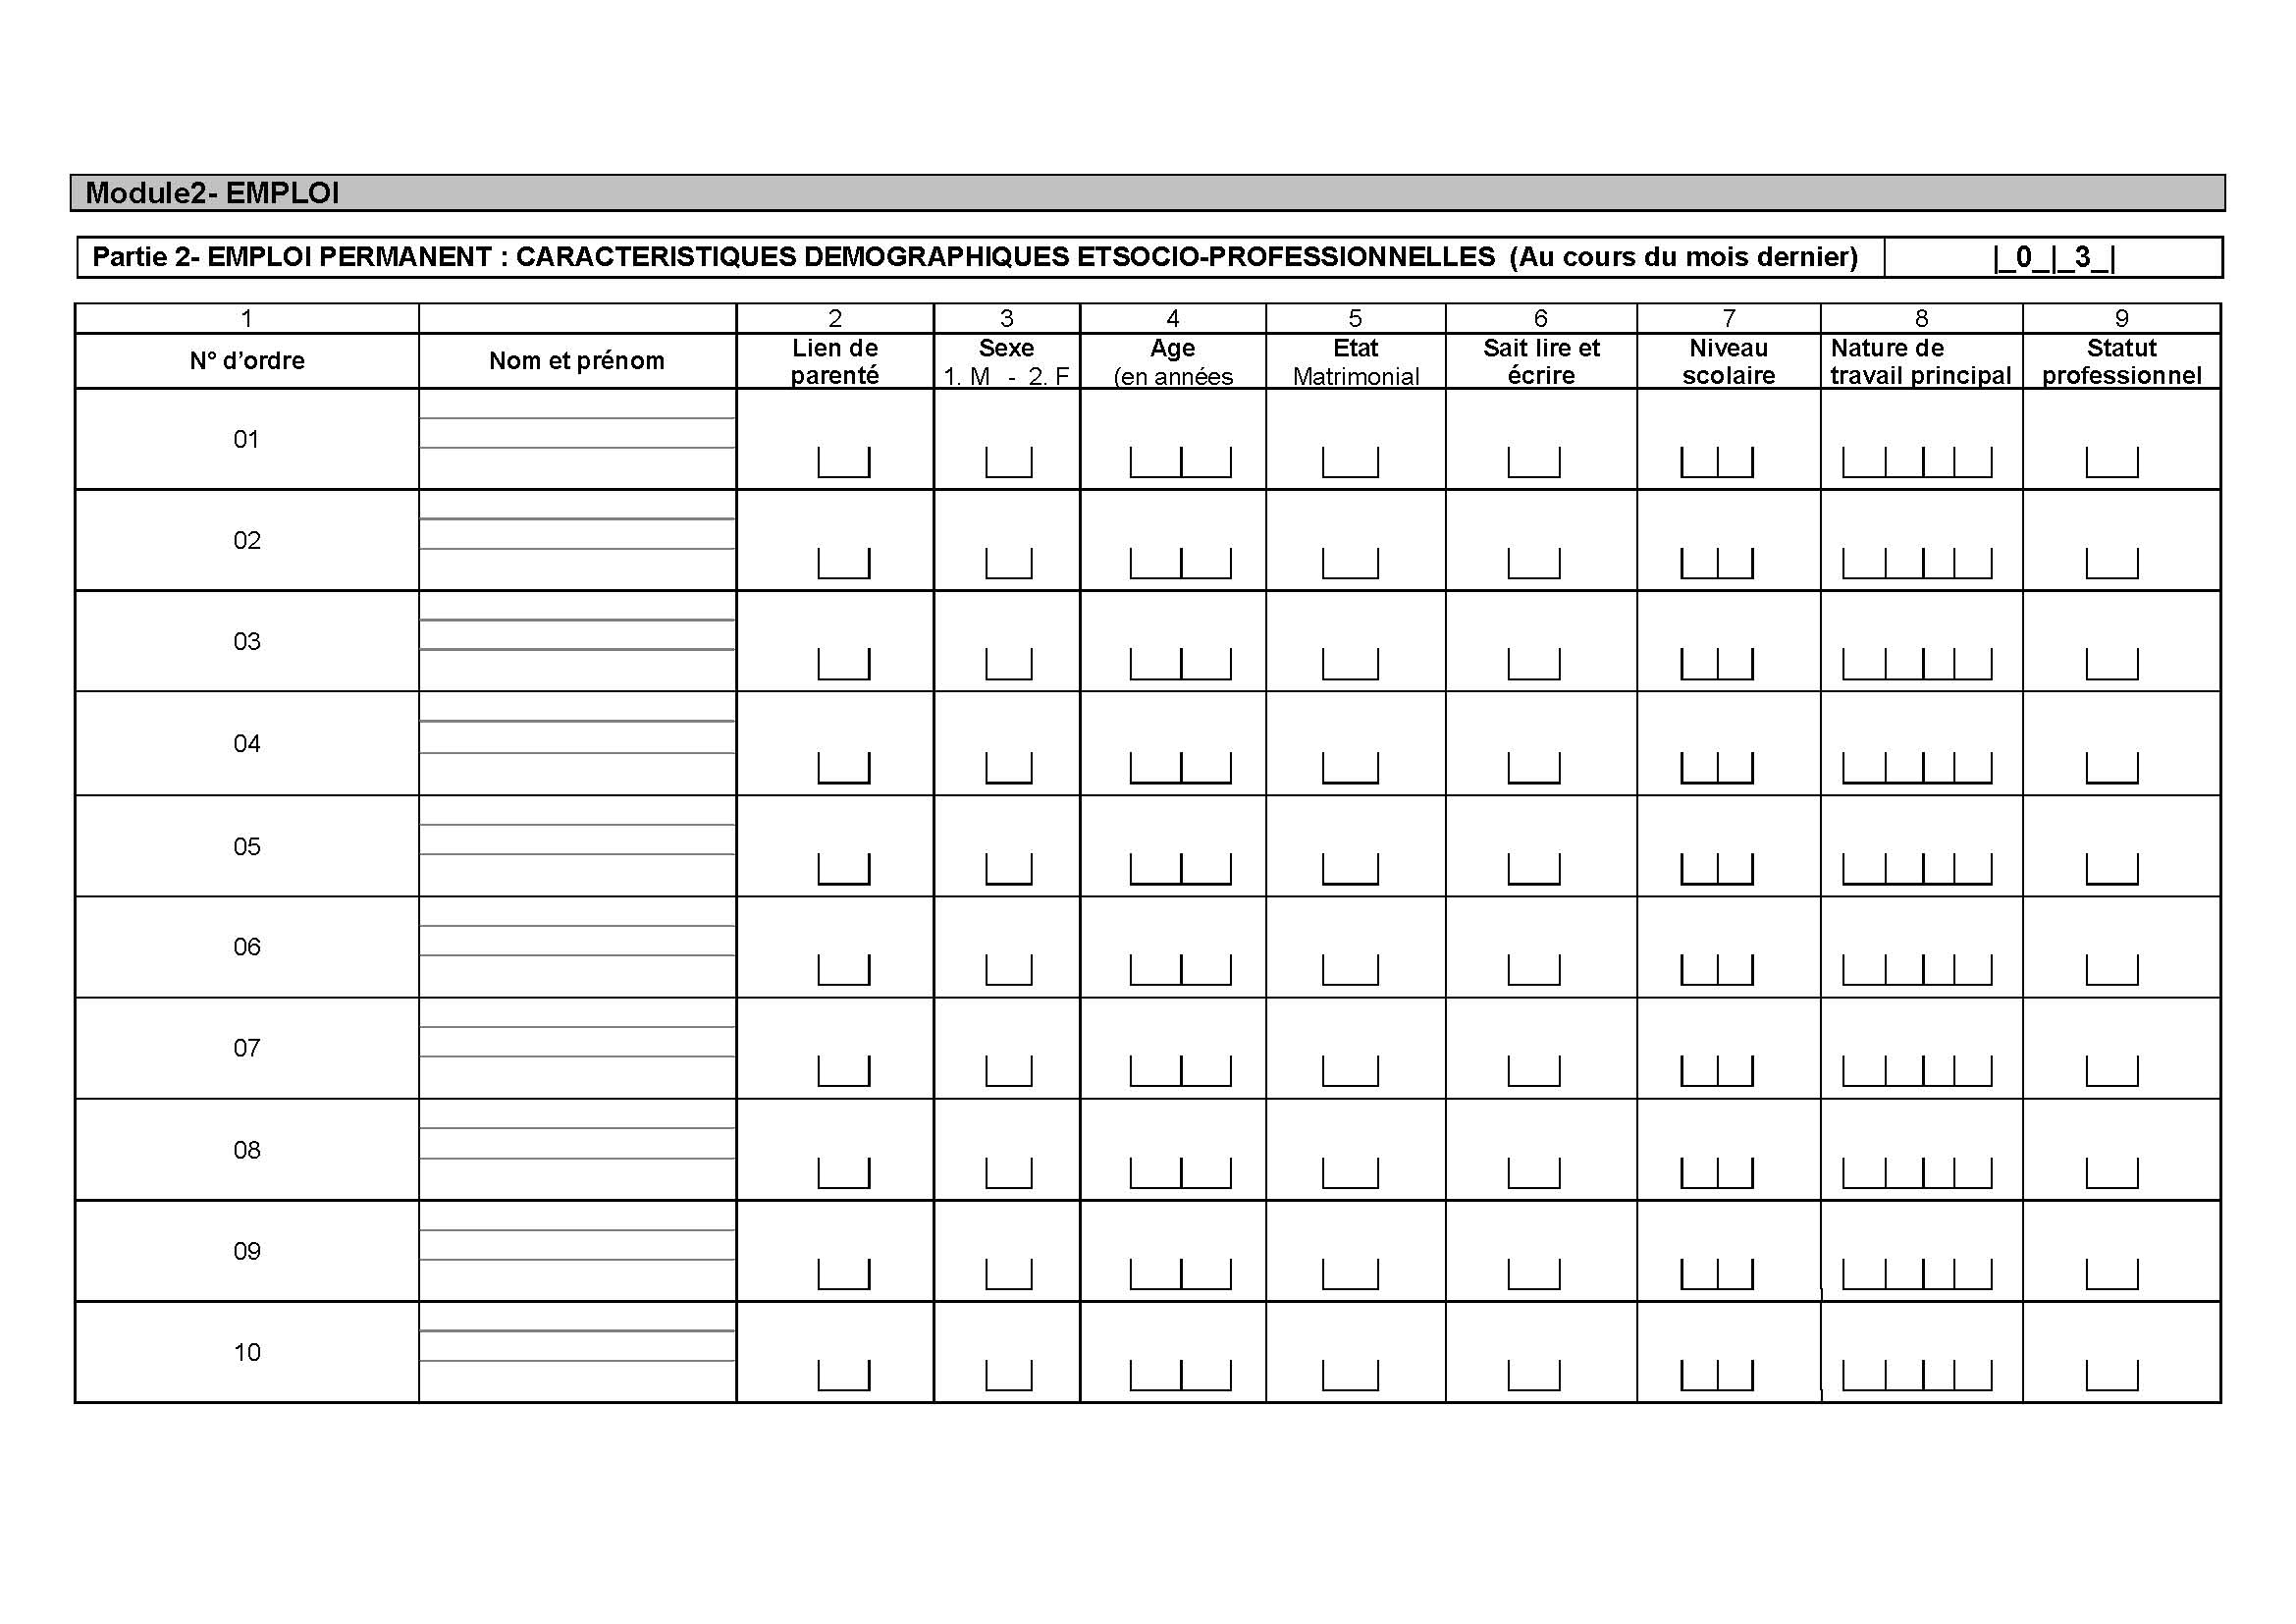 Module2- EMPLOI
Partie 2- EMPLOI PERMANENT : CARACTERISTIQUES DEMOGRAPHIQUES ETSOCIO-PROFESSIONNELLES (Au cours du mois dernier) |_0_|_3_|
1 2 3 4 5 6 7 8 9
N° d'ordre Nom et prénom Lien de parenté Sexe 1. M - 2. F Age (en années Etat Matrimonial Sait lire et écrire Niveau scolaire Nature de travail principal Statut professionnel
01
02
03
04
05
06
07
08
09
10